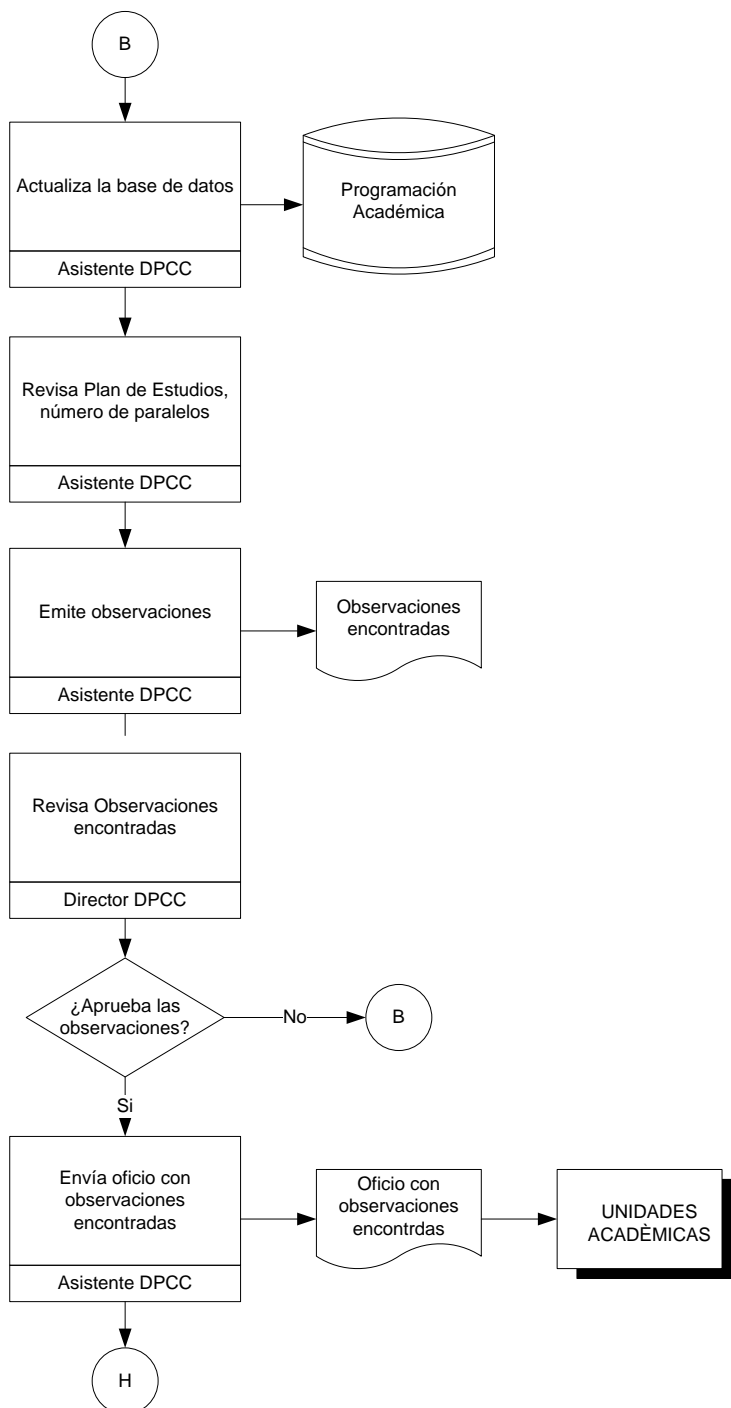 B
Actualiza la base de datos
Asistente DPCC
Programación
Académica
Revisa Plan de Estudios,
número de paralelos
Asistente DPCC
Emite observaciones
Asistente DPCC
Observaciones
encontradas
Revisa Observaciones
encontradas
Director DPCC
¿Aprueba las
observaciones?
No
B
Si
Envía oficio con
observaciones
encontradas
Asistente DPCC
Oficio con
observaciones
encontrdas
UNIDADES
ACADÈMICAS
H